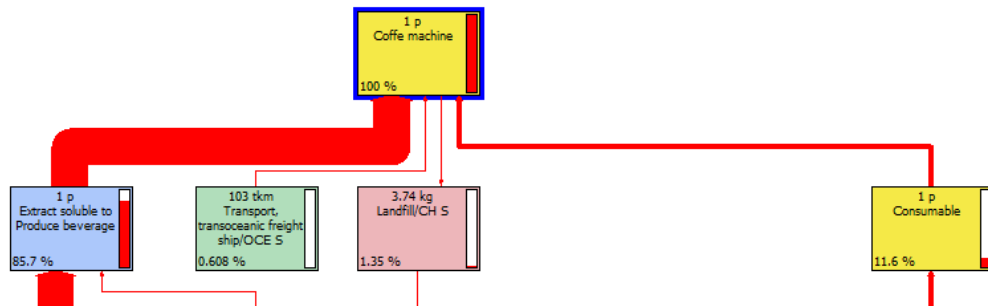 1 p
Coffe machine
100 %
1 p
Extract soluble to
Produce beverage
85.7 %
103 tkm
Transport,
transoceanic freight
ship/OCE S
0.608 %
3.74 kg
Landfill/CH S
1.35 %
1 p
Consumable
11.6 %